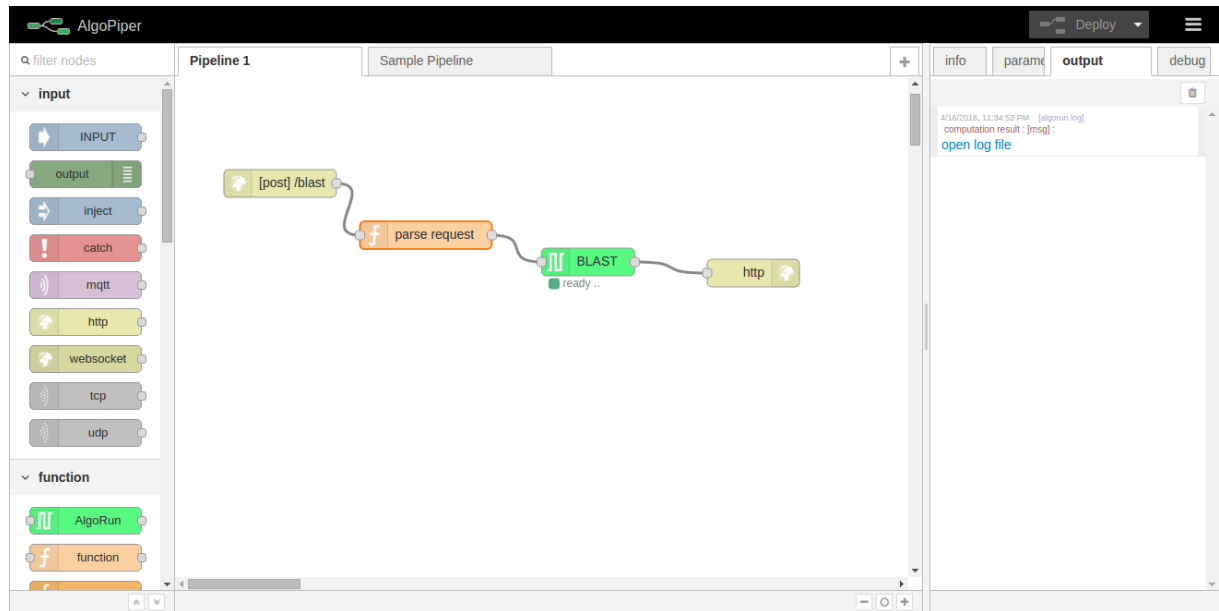 AlgoPiper
Deploy
filter nodes
Pipeline 1
Sample Pipeline
info
parame
output
debug
input
INPUT
output
inject
catch
mqtt
http
websocket
tcp
udp
function
AlgoRun
function
[post] /blast
parse request
BLAST
ready ..
http
4/16/2016, 11:34:53 PM [algorun log]
computation result : [msg] :
open log file